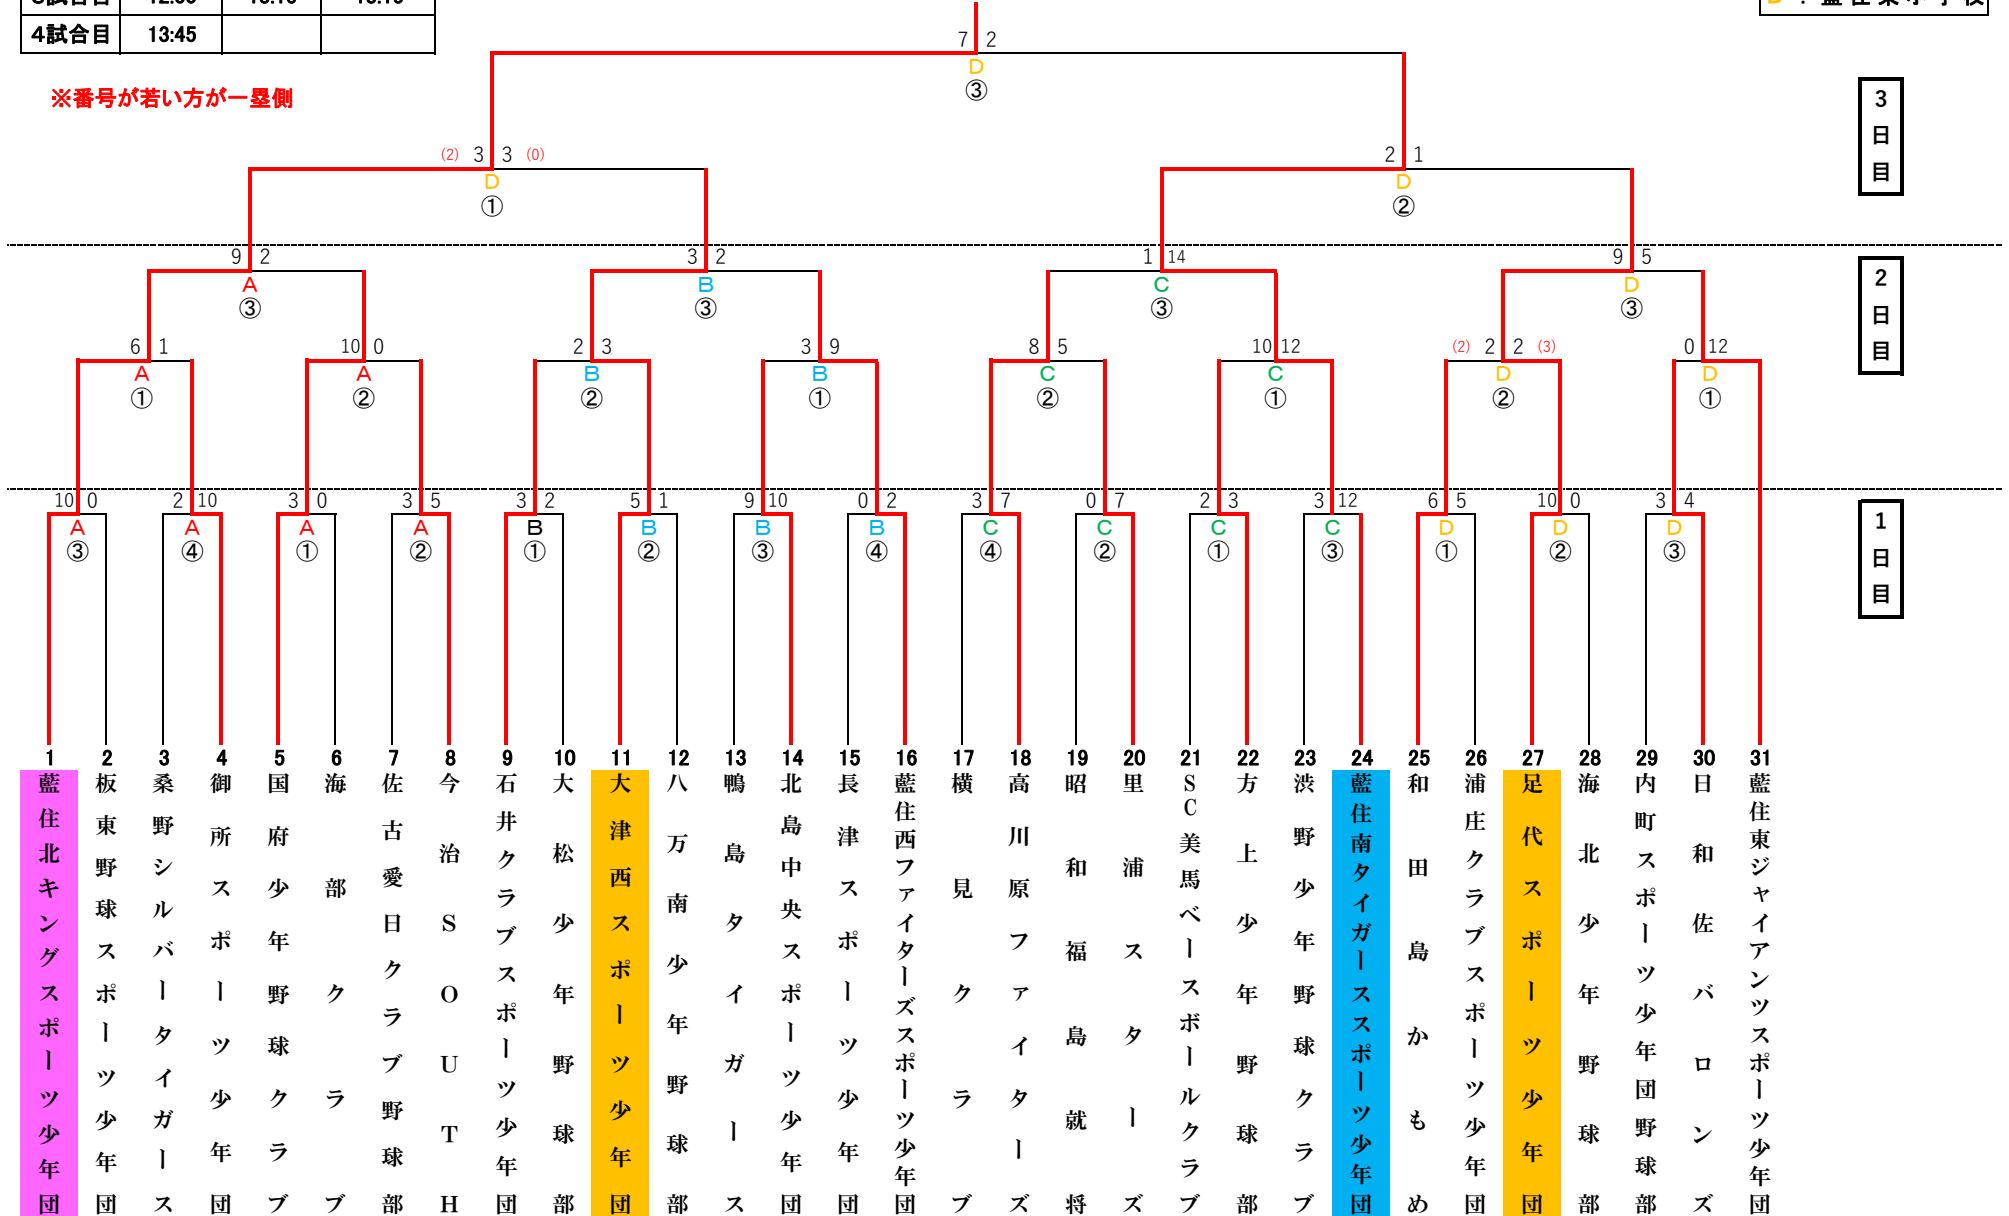 4試合目 13:45
※番号が若い方が一塁側
7 2
D
③
3
日
目
(2) 3 3 (0)
D
①
2 1
D
②
9 2
A
③
3 2
B
③
1 14
C
③
9 5
D
③
2
日
目
6 1
A
①
10 0
A
②
2 3
B
②
3 9
B
①
8 5
C
②
10 12
C
①
(2) 2 2 (3)
D
②
0 12
D
①
10 0
A
③
2 10
A
④
3 0
A
①
3 5
A
②
3 2
B
①
5 1
B
②
9 10
B
③
0 2
B
④
3 7
C
④
0 7
C
②
2 3
C
①
3 12
C
③
6 5
D
①
10 0
D
②
3 4
D
③
1
日
目
1 藍住北キングスポーツ少年団
2 板東野球スポーツ少年団
3 桑野シルバータイガース
4 御所スポーツ少年団
5 国府少年野球クラブ
6 海部クラブ
7 佐古愛日クラブ野球部
8 今治SOUTH
9 石井クラブスポーツ少年団
10 大松少年野球部
11 大津西スポーツ少年団
12 八万南少年野球部
13 鴨島タイガース
14 北島中央スポーツ少年団
15 長津スポーツ少年団
16 藍住西ファイターズスポーツ少年団
17 横見クラブ
18 高川原ファイターズ
19 昭和福島就将
20 里浦スターズ
21 SC美馬ベースボールクラブ
22 方上少年野球部
23 渋野少年野球クラブ
24 藍住南タイガーススポーツ少年団
25 和田島かもめ
26 浦庄クラブスポーツ少年団
27 足代スポーツ少年団
28 海北少年野球部
29 内町スポーツ少年団野球部
30 日和佐バロンズ
31 藍住東ジャイアンツスポーツ少年団